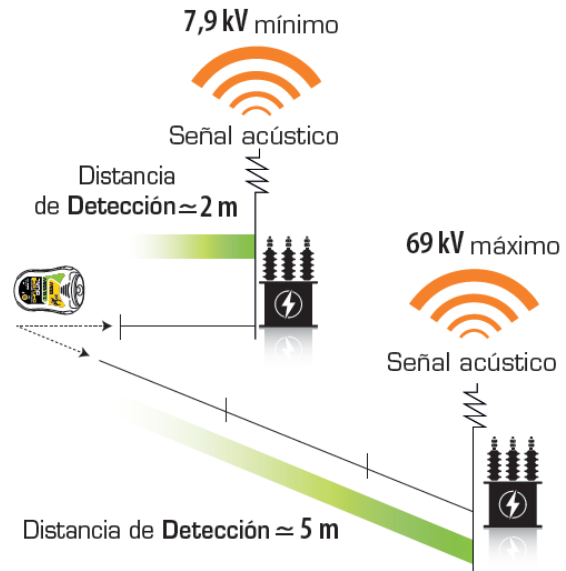 7,9 kV mínimo
Señal acústico
Distancia
de Detección ≃ 2 m
69 kV máximo
Señal acústico
Distancia de Detección ≃ 5 m